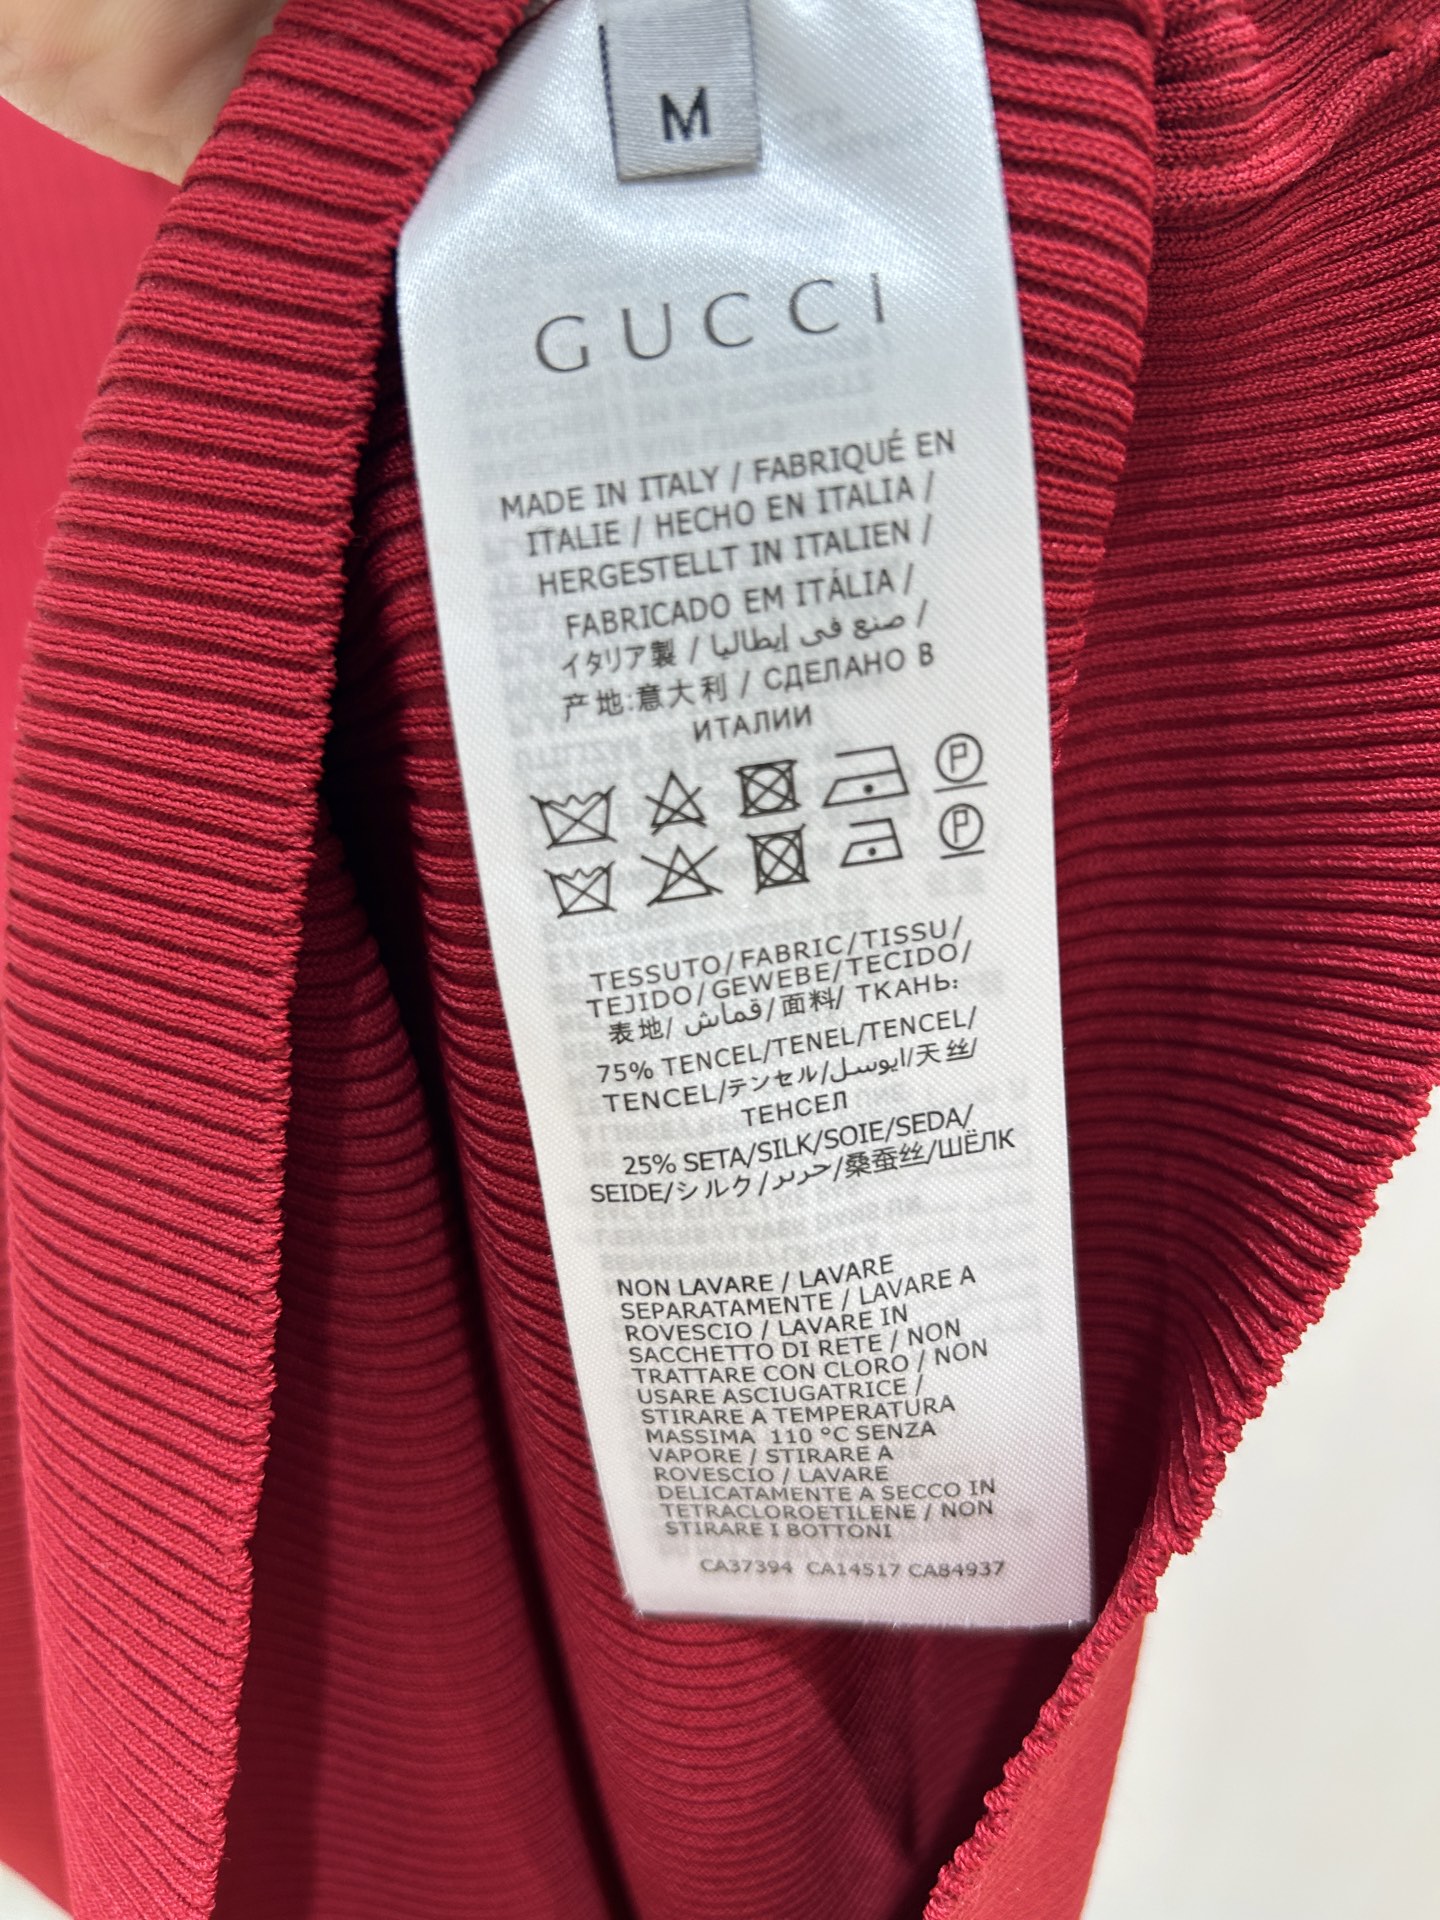 M
GUCCI
MADE IN ITALY / FABRIQUÉ EN
ITALIE / HECHO EN ITALIA /
HERGESTELLT IN ITALIEN /
FABRICADO EM ITÁLIA /
イタリア製 / صنع في إيطاليا /
产地:意大利 / СДЕЛАНО В
ИТАЛИИ
P
P
TESSUTO/FABRIC/TISSU/
TEJIDO/GEWEBE/TECIDO/
表地/ قماش/面料/ ТКАНЬ:
75% TENCEL/TENEL/TENCEL/
TENCEL/テンセル/ايوسل/天丝/
ТЕНСЕЛ
25% SETA/SILK/SOIE/SEDA/
SEIDE/シルク/حرير/桑蚕丝/ШЁЛК
NON LAVARE / LAVARE
SEPARATAMENTE / LAVARE A
ROVESCIO / LAVARE IN
SACCHETTO DI RETE / NON
TRATTARE CON CLORO / NON
USARE ASCIUGATRICE /
STIRARE A TEMPERATURA
MASSIMA 110 °C SENZA
VAPORE / STIRARE A
ROVESCIO / LAVARE
DELICATAMENTE A SECCO IN
TETRACLOROETILENE / NON
STIRARE I BOTTONI
CA37394 CA14517 CA84937